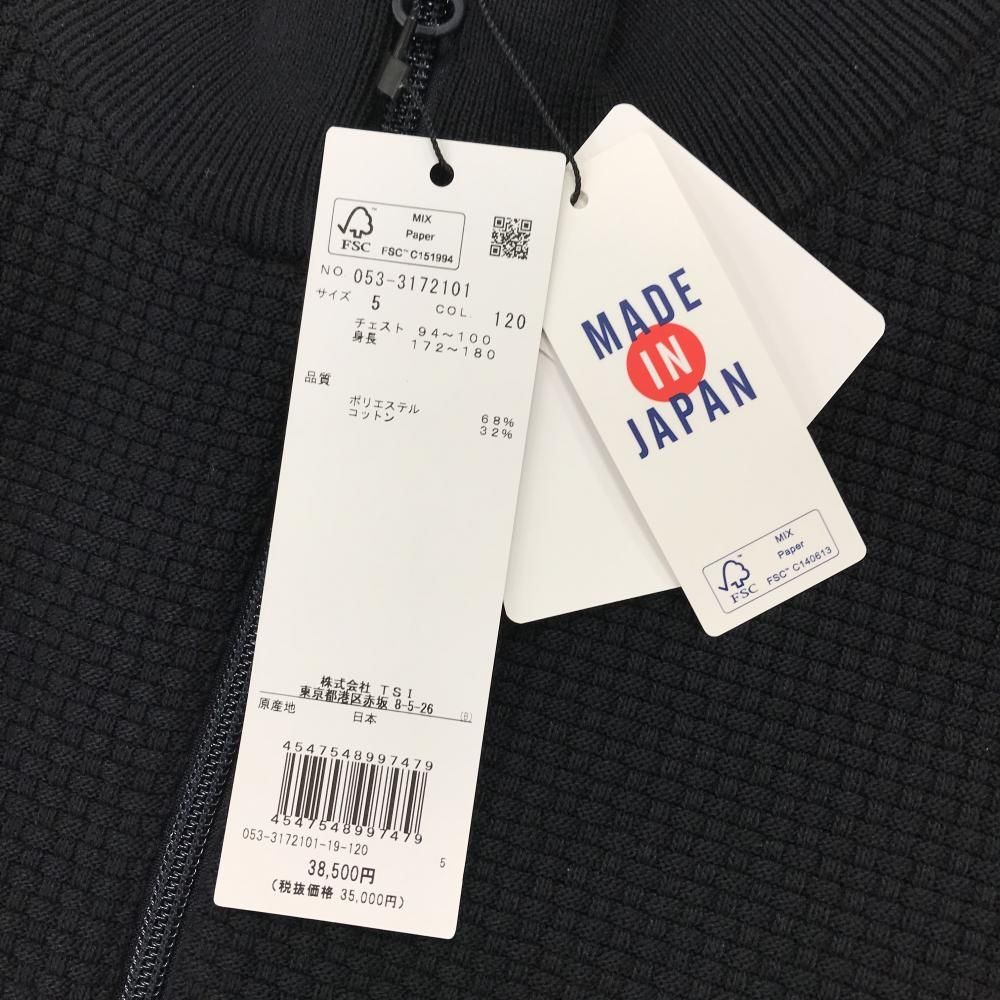 MIX
Paper
FSC™ C151994
FSC
NO 053-3172101
サイズ 5 COL. 120
チェスト 94～100
身長 172～180
品質
ポリエステル 68%
コットン 32%
株式会社 TSI
東京都港区赤坂 8-5-26
(B)
原産地 日本
4547548997479
4547548997479
053-3172101-19-120 5
38,500円
(税抜価格 35,000円)
MADE
IN
JAPAN
MIX
Paper
FSC™ C140613
FSC